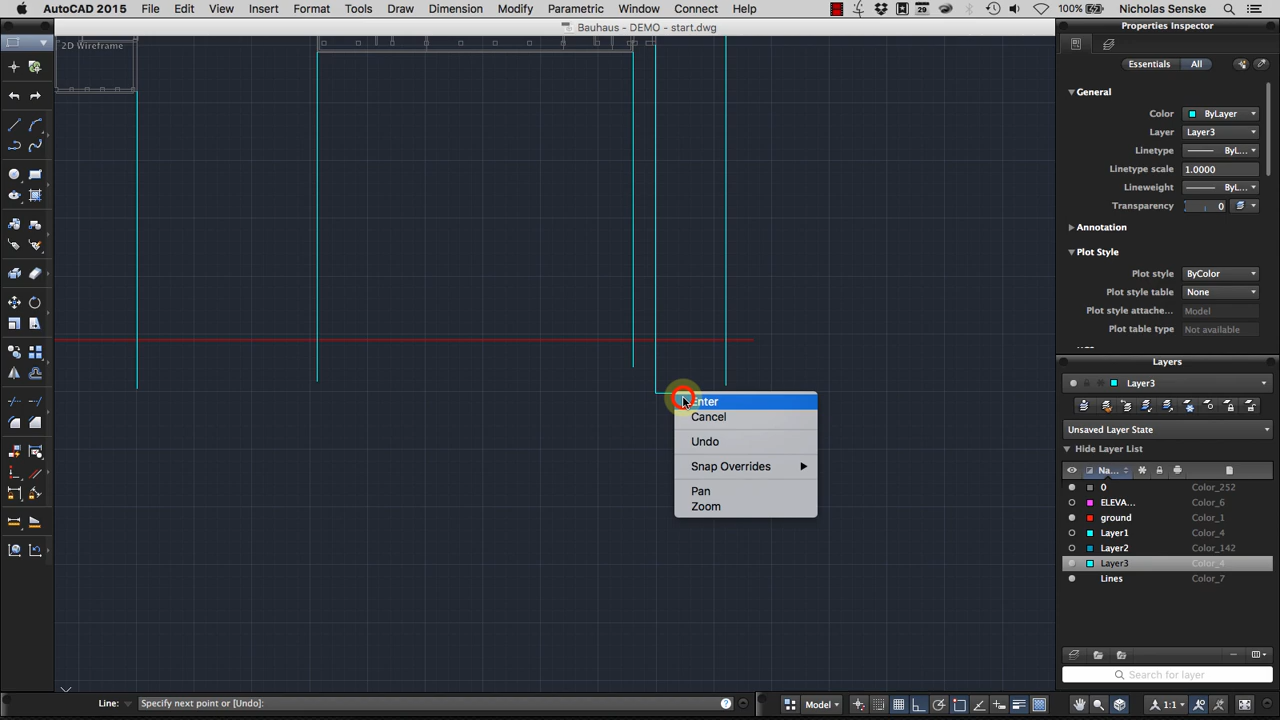 AutoCAD 2015 File Edit View Insert Format Tools Draw Dimension Modify Parametric Window Connect Help 29 100% Nicholas Senske
Bauhaus - DEMO - start.dwg
2D Wireframe
Properties Inspector
Essentials All
General
Color ByLayer
Layer Layer3
Linetype ByL...
Linetype scale 1.0000
Lineweight ByL...
Transparency 0
Annotation
Plot Style
Plot style ByColor
Plot style table None
Plot style attache... Model
Plot table type Not available
Layers
Layer3
Unsaved Layer State
Hide Layer List
Na...
0 Color_252
ELEVA... Color_6
ground Color_1
Layer1 Color_4
Layer2 Color_142
Layer3 Color_4
Lines Color_7
Search for layer
Enter
Cancel
Undo
Snap Overrides
Pan
Zoom
Line: Specify next point or [Undo]: ? Model 1:1